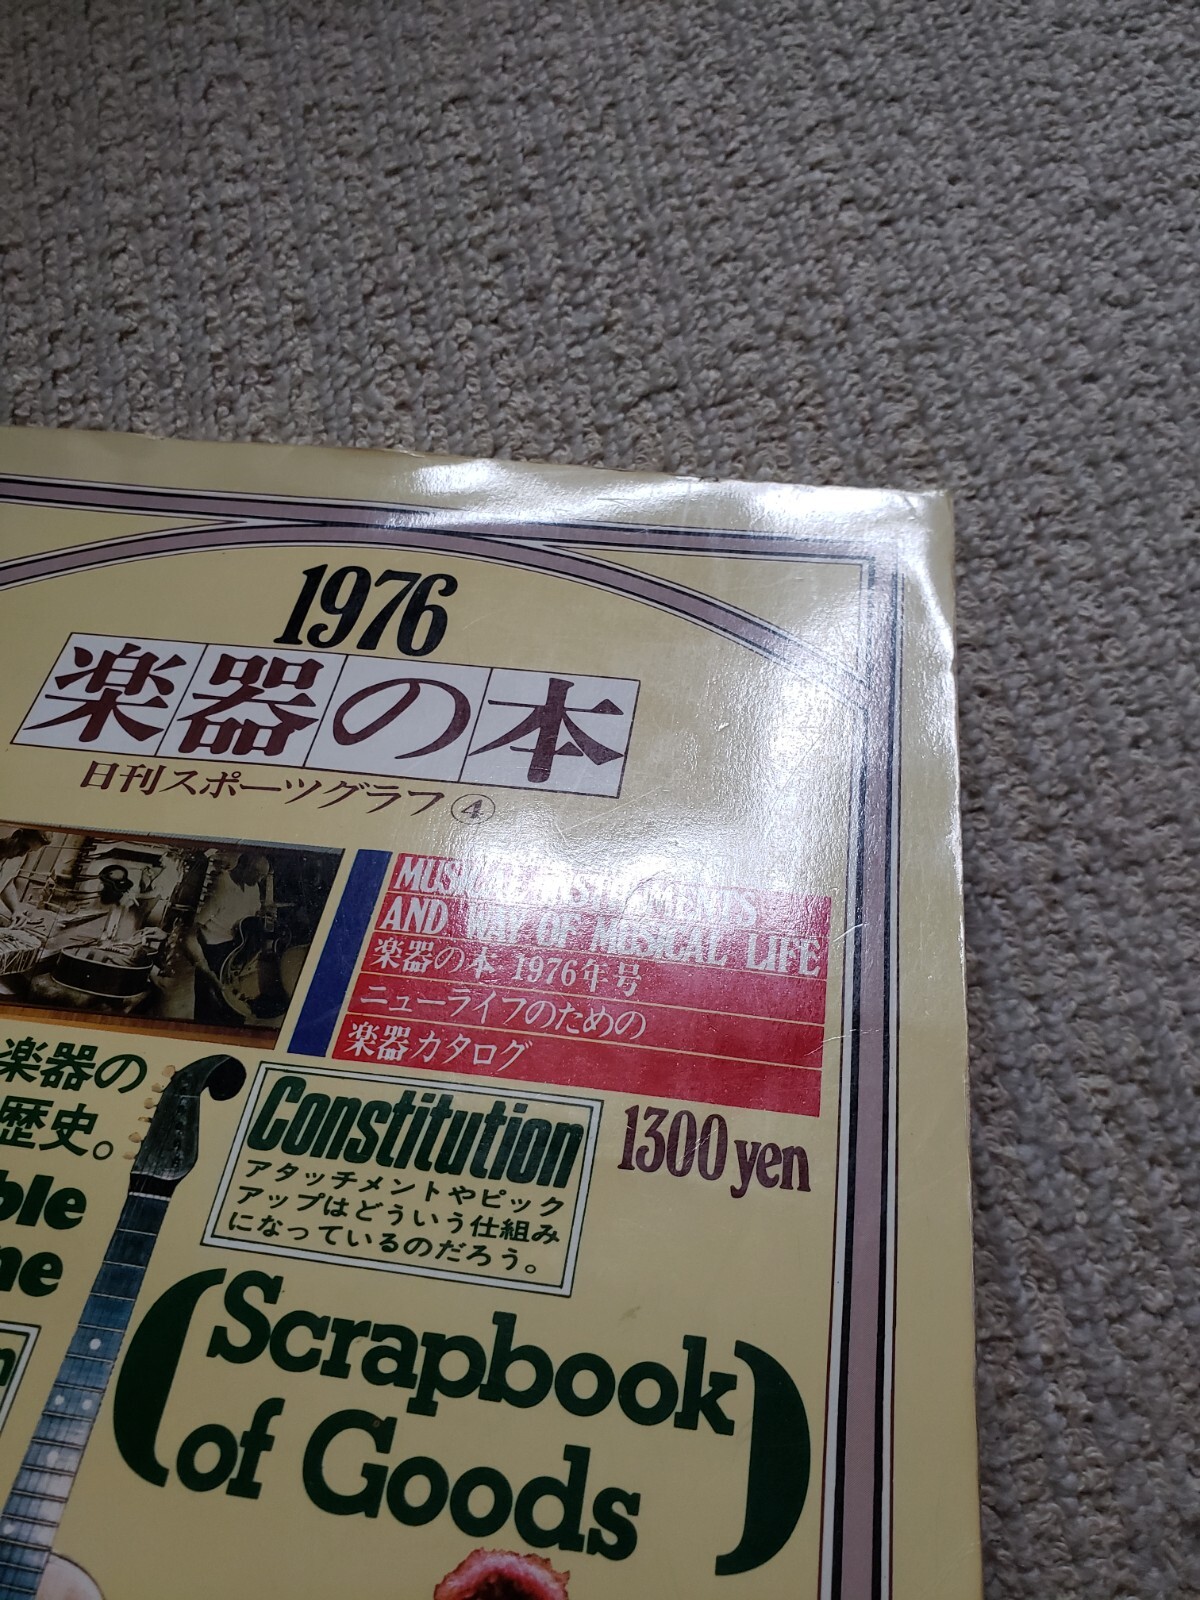 1976
楽器の本
日刊スポーツグラフ④
MUSICAL INSTRUMENTS
AND WAY OF MUSICAL LIFE
楽器の本 1976年号
ニューライフのための
楽器カタログ
楽器の
歴史。
Constitution
アタッチメントやピック
アップはどういう仕組み
になっているのだろう。
1300 yen
ble
ne
n
(Scrapbook
of Goods)